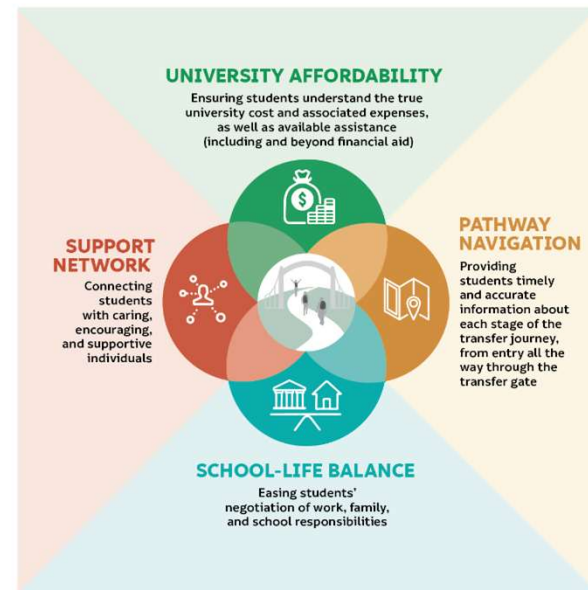 UNIVERSITY AFFORDABILITY
Ensuring students understand the true
university cost and associated expenses,
as well as available assistance
(including and beyond financial aid)
$
SUPPORT
NETWORK
Connecting
students
with caring,
encouraging,
and supportive
individuals
PATHWAY
NAVIGATION
Providing
students timely
and accurate
information about
each stage of the
transfer journey,
from entry all the
way through the
transfer gate
SCHOOL-LIFE BALANCE
Easing students'
negotiation of work, family,
and school responsibilities